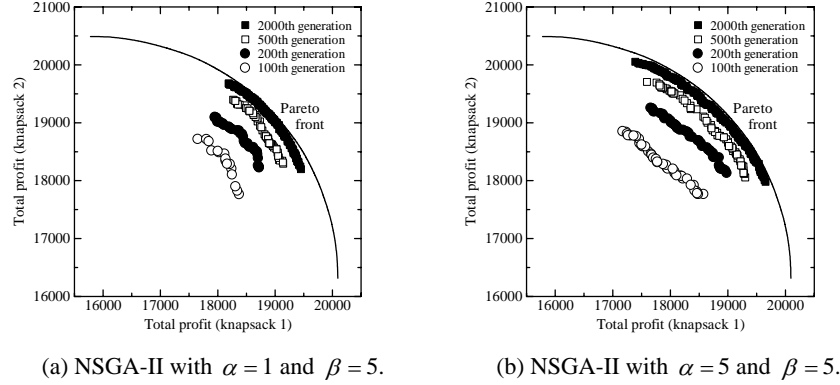 21000
20000
19000
18000
17000
16000
Total profit (knapsack 2)
2000th generation
500th generation
200th generation
100th generation
Pareto
front
16000 17000 18000 19000 20000
Total profit (knapsack 1)
(a) NSGA-II with α = 1 and β = 5.
21000
20000
19000
18000
17000
16000
Total profit (knapsack 2)
2000th generation
500th generation
200th generation
100th generation
Pareto
front
16000 17000 18000 19000 20000
Total profit (knapsack 1)
(b) NSGA-II with α = 5 and β = 5.